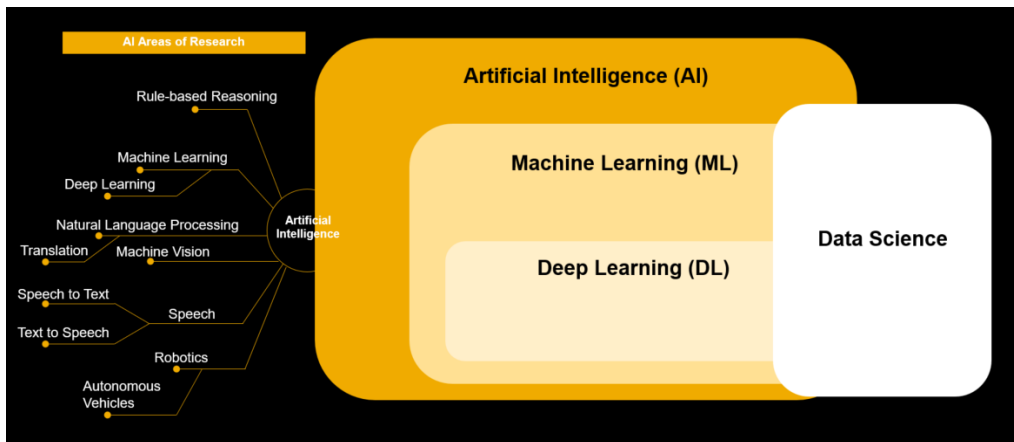 AI Areas of Research
Rule-based Reasoning
Machine Learning
Deep Learning
Natural Language Processing
Translation
Machine Vision
Speech to Text
Speech
Text to Speech
Robotics
Autonomous
Vehicles
Artificial
Intelligence
Artificial Intelligence (AI)
Machine Learning (ML)
Deep Learning (DL)
Data Science